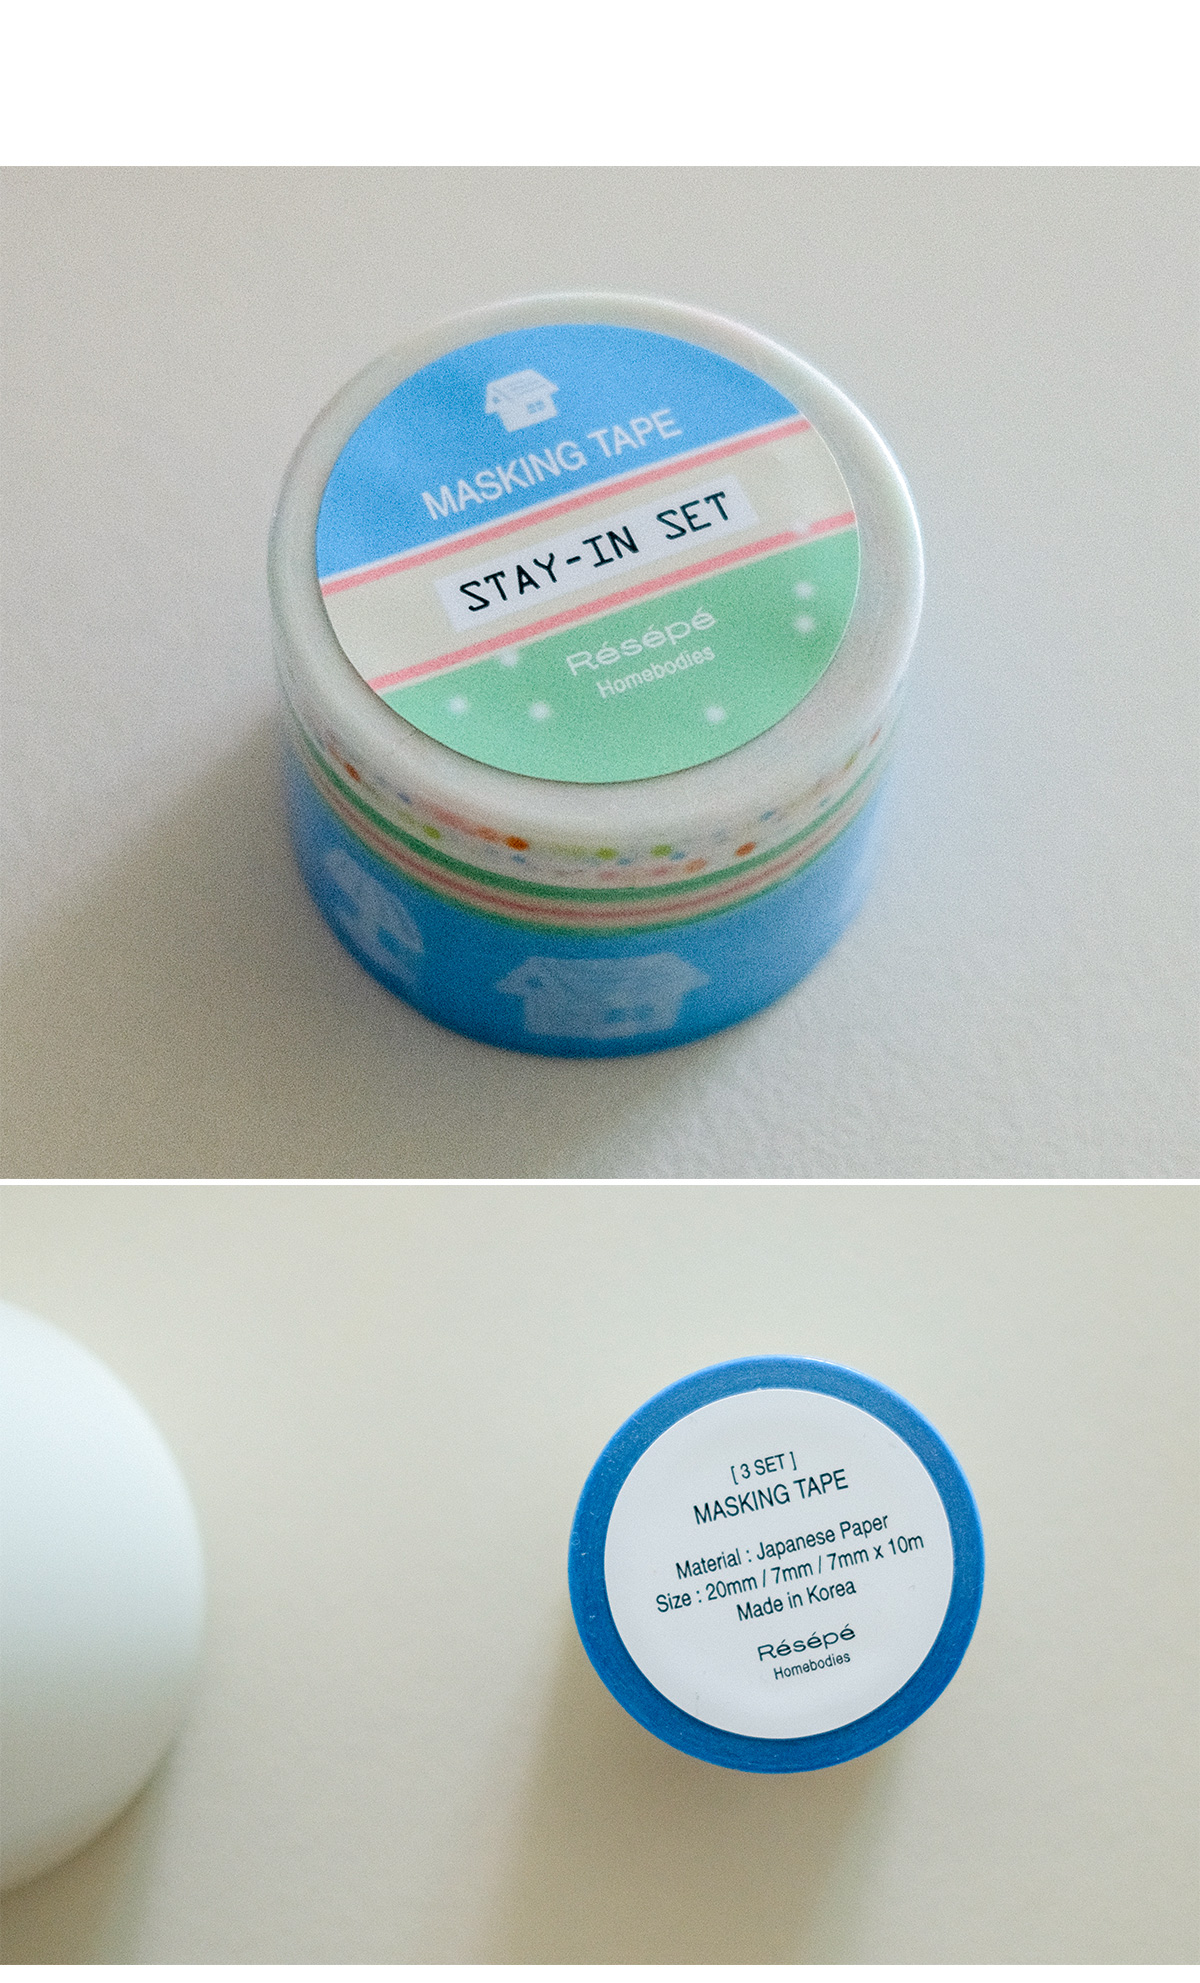 MASKING TAPE
STAY-IN SET
Résépé
Homebodies
[ 3 SET ]
MASKING TAPE
Material : Japanese Paper
Size : 20mm / 7mm / 7mm x 10m
Made in Korea
Résépé
Homebodies